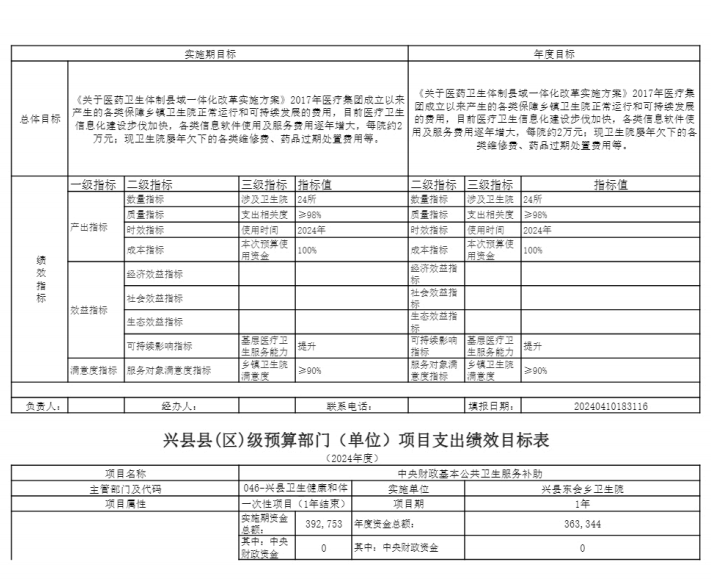 实施期目标 年度目标
总体目标
《关于医药卫生体制县域一体化改革实施方案》2017年医疗集团成立以来
产生的各类保障乡镇卫生院正常运行和可持续发展的费用，目前医疗卫生
信息化建设步伐加快，各类信息软件使用及服务费用逐年增大，每院约2
万元；现卫生院屡年欠下的各类维修费、药品过期处置费用等。
《关于医药卫生体制县域一体化改革实施方案》2017年医疗集
团成立以来产生的各类保障乡镇卫生院正常运行和可持续发展
的费用，目前医疗卫生信息化建设步伐加快，各类信息软件使
用及服务费用逐年增大，每院约2万元；现卫生院屡年欠下的各
类维修费、药品过期处置费用等。
绩效指标
一级指标 二级指标 三级指标 指标值 二级指标 三级指标 指标值
产出指标
数量指标 涉及卫生院 24所 数量指标 涉及卫生院 24所
质量指标 支出相关度 ≥98% 质量指标 支出相关度 ≥98%
时效指标 使用时间 2024年 时效指标 使用时间 2024年
成本指标 本次预算使用资金 100% 成本指标 本次预算使用资金 100%
效益指标
经济效益指标 经济效益指标
社会效益指标 社会效益指标
生态效益指标 生态效益指标
可持续影响指标 基层医疗卫生服务能力 提升 可持续影响指标 基层医疗卫生服务能力 提升
满意度指标 服务对象满意度指标 乡镇卫生院满意度 ≥90% 服务对象满意度指标 乡镇卫生院满意度 ≥90%
负责人： 经办人： 联系电话： 填报日期： 20240410183116
兴县县(区)级预算部门（单位）项目支出绩效目标表
（2024年度）
项目名称 中央财政基本公共卫生服务补助
主管部门及代码 046-兴县卫生健康和体 实施单位 兴县东会乡卫生院
项目属性 一次性项目（1年结束） 项目期 1年
实施期资金总额： 392,753 年度资金总额： 363,344
其中：中央财政资金 0 其中：中央财政资金 0